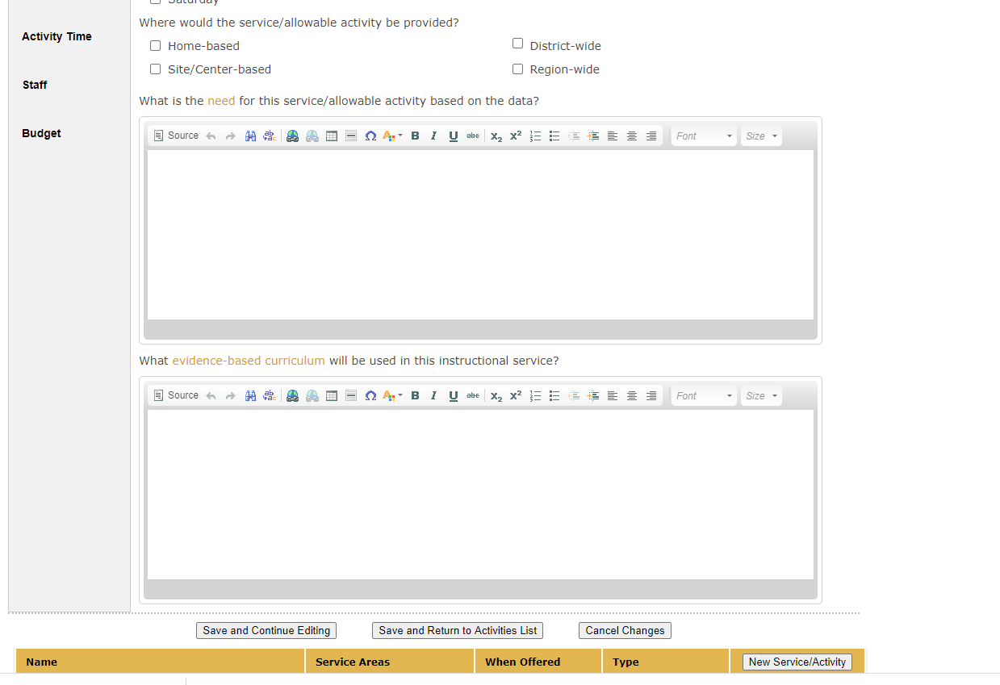 Saturday
Where would the service/allowable activity be provided?
Activity Time
Home-based District-wide
Site/Center-based Region-wide
Staff
What is the need for this service/allowable activity based on the data?
Budget
Source Font Size
What evidence-based curriculum will be used in this instructional service?
Source Font Size
Save and Continue Editing Save and Return to Activities List Cancel Changes
Name Service Areas When Offered Type New Service/Activity